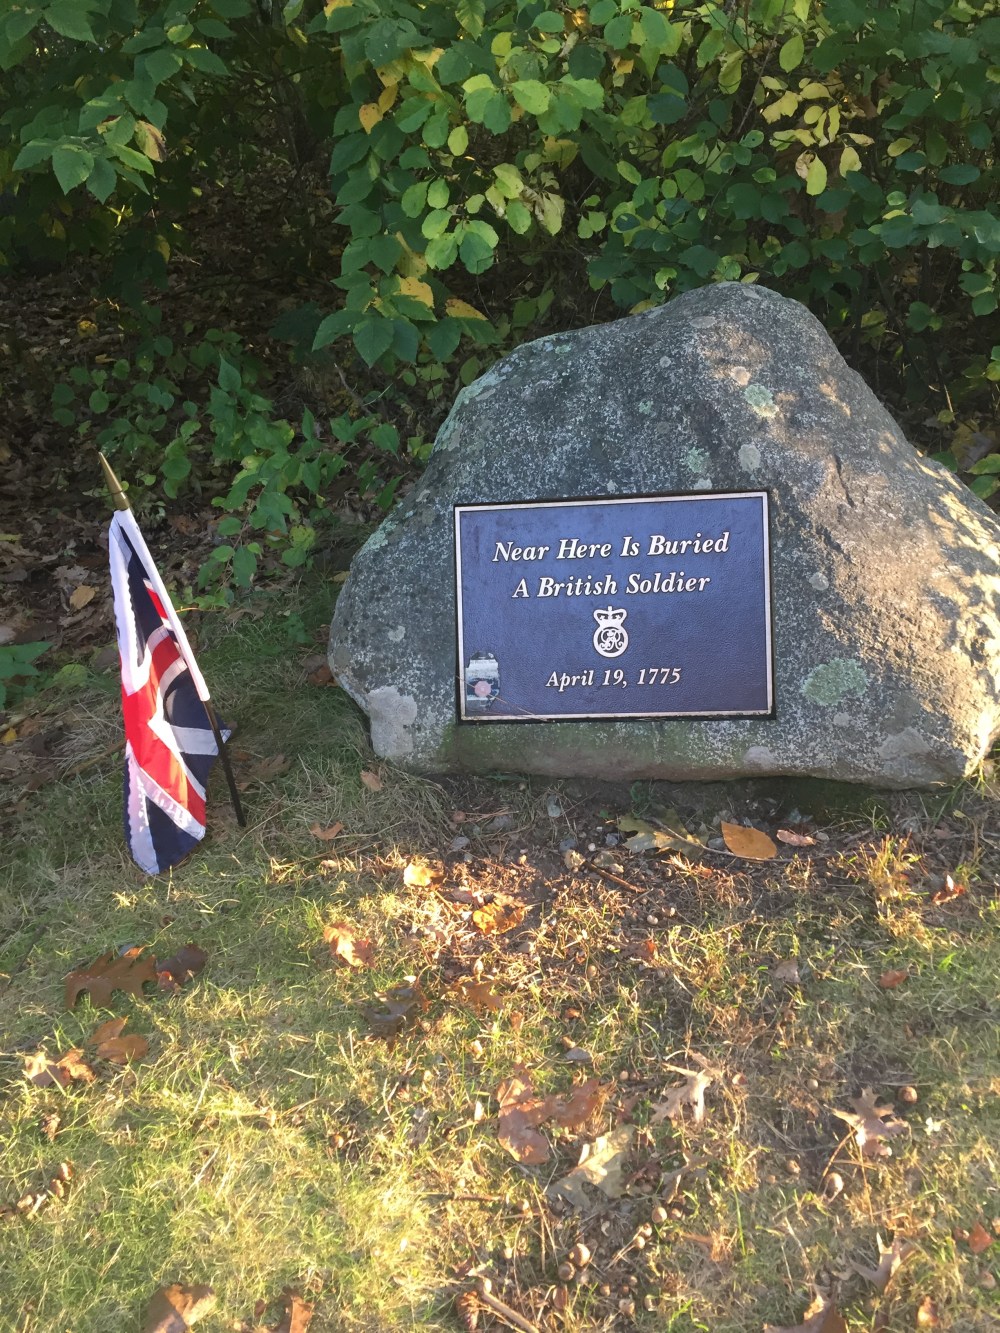 Near Here Is Buried
A British Soldier
April 19, 1775